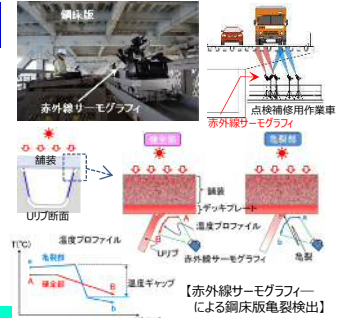 鋼床版
赤外線サーモグラフィ
点検補修用作業車
赤外線サーモグラフィ
舗装
Uリブ断面
健全部
亀裂部
舗装
デッキプレート
温度プロファイル
Uリブ
赤外線サーモグラフィ
亀裂
A
B
a
b
T(℃)
温度プロファイル
a
亀裂部
A
健全部
B
b
温度ギャップ
【赤外線サーモグラフィー
による鋼床版亀裂検出】